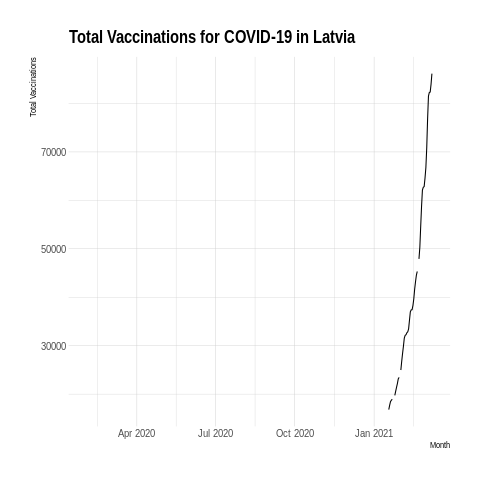 Total Vaccinations for COVID-19 in Latvia
Total Vaccinations
70000
50000
30000
Apr 2020 Jul 2020 Oct 2020 Jan 2021
Month